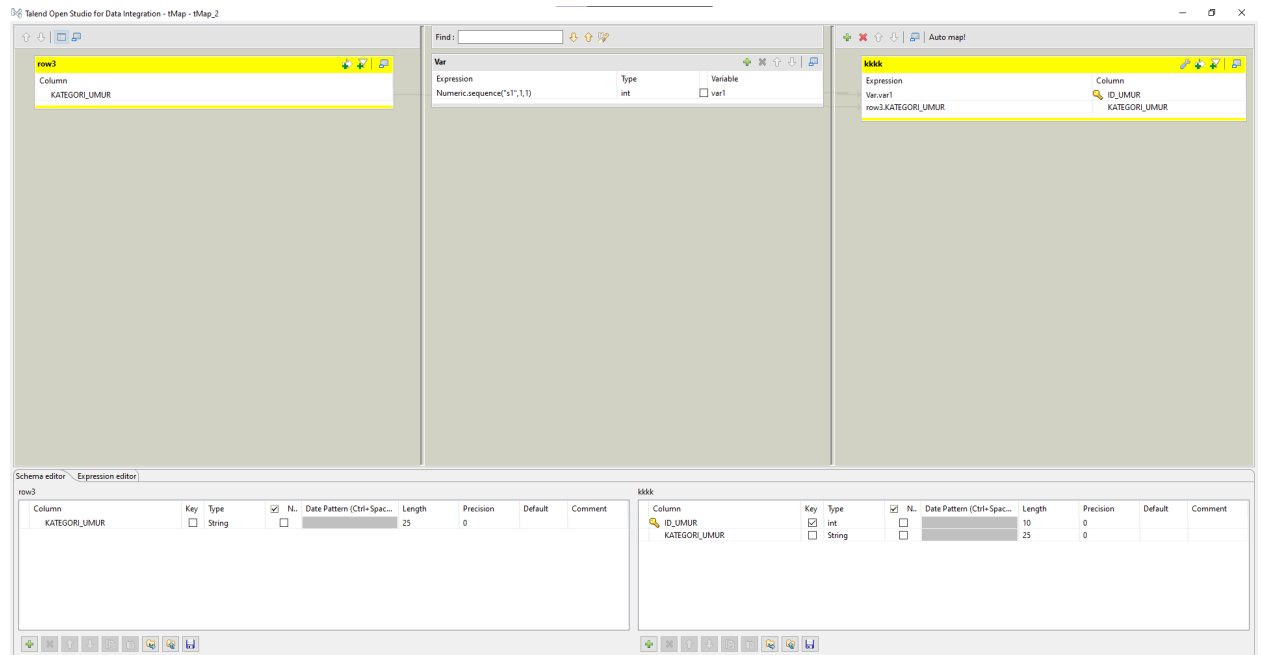 Talend Open Studio for Data Integration - tMap - tMap_2
Find :
Auto map!
row3
Column
KATEGORI_UMUR
Var
Expression Type Variable
Numeric.sequence("s1",1,1) int var1
kkkk
Expression Column
Var.var1 ID_UMUR
row3.KATEGORI_UMUR KATEGORI_UMUR
Schema editor Expression editor
row3
Column Key Type N.. Date Pattern (Ctrl+Spac... Length Precision Default Comment
KATEGORI_UMUR String 25 0
kkkk
Column Key Type N.. Date Pattern (Ctrl+Spac... Length Precision Default Comment
ID_UMUR int 10 0
KATEGORI_UMUR String 25 0